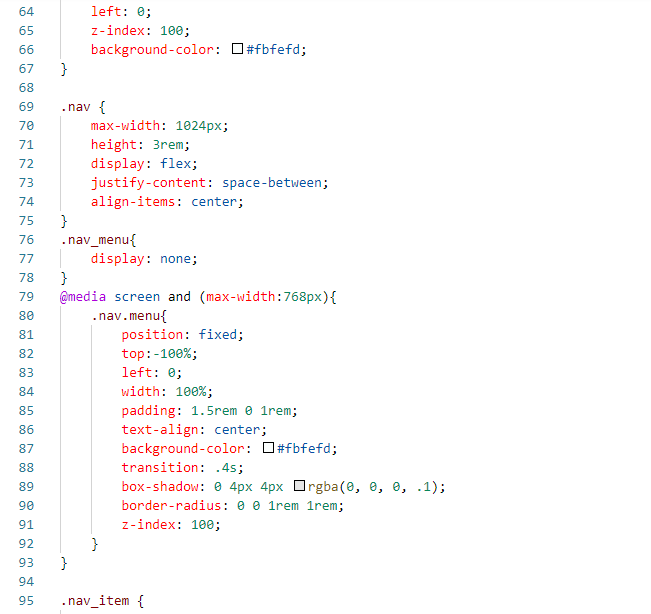 64 left: 0;
65 z-index: 100;
66 background-color: #fbfefd;
67 }
68
69 .nav {
70 max-width: 1024px;
71 height: 3rem;
72 display: flex;
73 justify-content: space-between;
74 align-items: center;
75 }
76 .nav_menu{
77 display: none;
78 }
79 @media screen and (max-width:768px){
80 .nav.menu{
81 position: fixed;
82 top:-100%;
83 left: 0;
84 width: 100%;
85 padding: 1.5rem 0 1rem;
86 text-align: center;
87 background-color: #fbfefd;
88 transition: .4s;
89 box-shadow: 0 4px 4px rgba(0, 0, 0, .1);
90 border-radius: 0 0 1rem 1rem;
91 z-index: 100;
92 }
93 }
94
95 .nav_item {